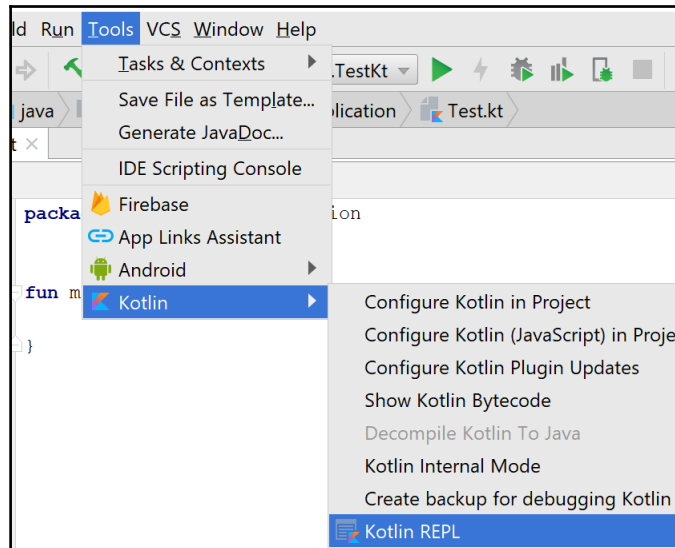 ld Run Tools VCS Window Help
Tasks & Contexts
.TestKt
Save File as Template...
java
lication
Test.kt
Generate JavaDoc...
t
IDE Scripting Console
Firebase
packa
ion
App Links Assistant
Android
fun m
Kotlin
Configure Kotlin in Project
}
Configure Kotlin (JavaScript) in Proje
Configure Kotlin Plugin Updates
Show Kotlin Bytecode
Decompile Kotlin To Java
Kotlin Internal Mode
Create backup for debugging Kotlin
Kotlin REPL